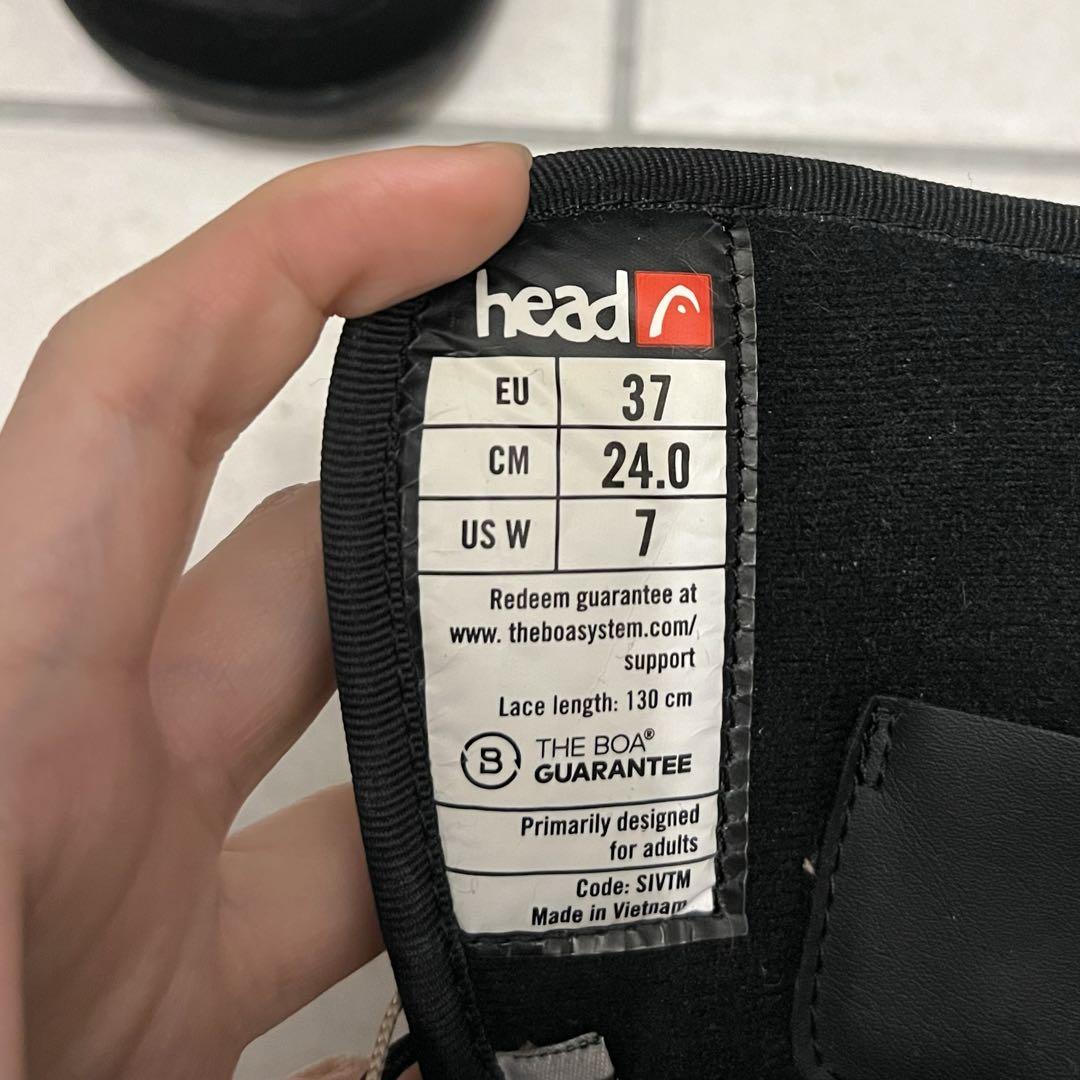 head
EU 37
CM 24.0
US W 7
Redeem guarantee at
www. theboasystem.com/
support
Lace length: 130 cm
B THE BOA®
GUARANTEE
Primarily designed
for adults
Code: SIVTM
Made in Vietnam